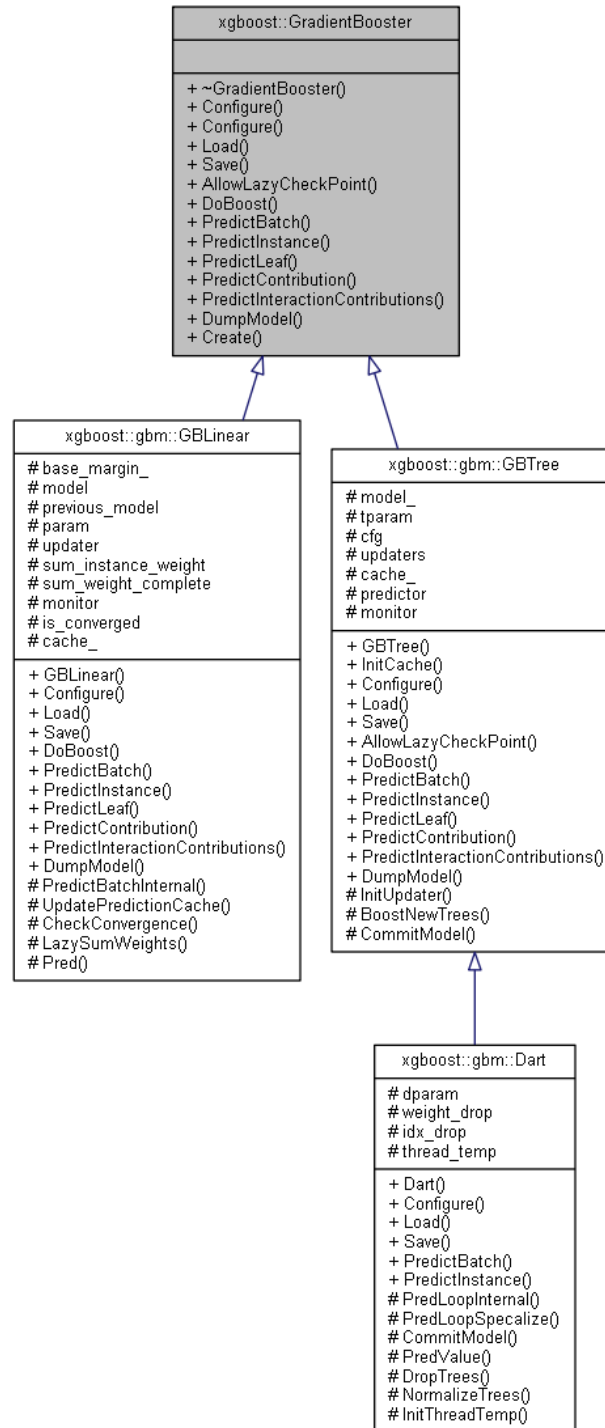 xgboost::GradientBooster
+ ~GradientBooster()
+ Configure()
+ Configure()
+ Load()
+ Save()
+ AllowLazyCheckPoint()
+ DoBoost()
+ PredictBatch()
+ PredictInstance()
+ PredictLeaf()
+ PredictContribution()
+ PredictInteractionContributions()
+ DumpModel()
+ Create()
xgboost::gbm::GBLinear
# base_margin_
# model
# previous_model
# param
# updater
# sum_instance_weight
# sum_weight_complete
# monitor
# is_converged
# cache_
+ GBLinear()
+ Configure()
+ Load()
+ Save()
+ DoBoost()
+ PredictBatch()
+ PredictInstance()
+ PredictLeaf()
+ PredictContribution()
+ PredictInteractionContributions()
+ DumpModel()
# PredictBatchInternal()
# UpdatePredictionCache()
# CheckConvergence()
# LazySumWeights()
# Pred()
xgboost::gbm::GBTree
# model_
# tparam
# cfg
# updaters
# cache_
# predictor
# monitor
+ GBTree()
+ InitCache()
+ Configure()
+ Load()
+ Save()
+ AllowLazyCheckPoint()
+ DoBoost()
+ PredictBatch()
+ PredictInstance()
+ PredictLeaf()
+ PredictContribution()
+ PredictInteractionContributions()
+ DumpModel()
# InitUpdater()
# BoostNewTrees()
# CommitModel()
xgboost::gbm::Dart
# dparam
# weight_drop
# idx_drop
# thread_temp
+ Dart()
+ Configure()
+ Load()
+ Save()
+ PredictBatch()
+ PredictInstance()
# PredLoopInternal()
# PredLoopSpecalize()
# CommitModel()
# PredValue()
# DropTrees()
# NormalizeTrees()
# InitThreadTemp()